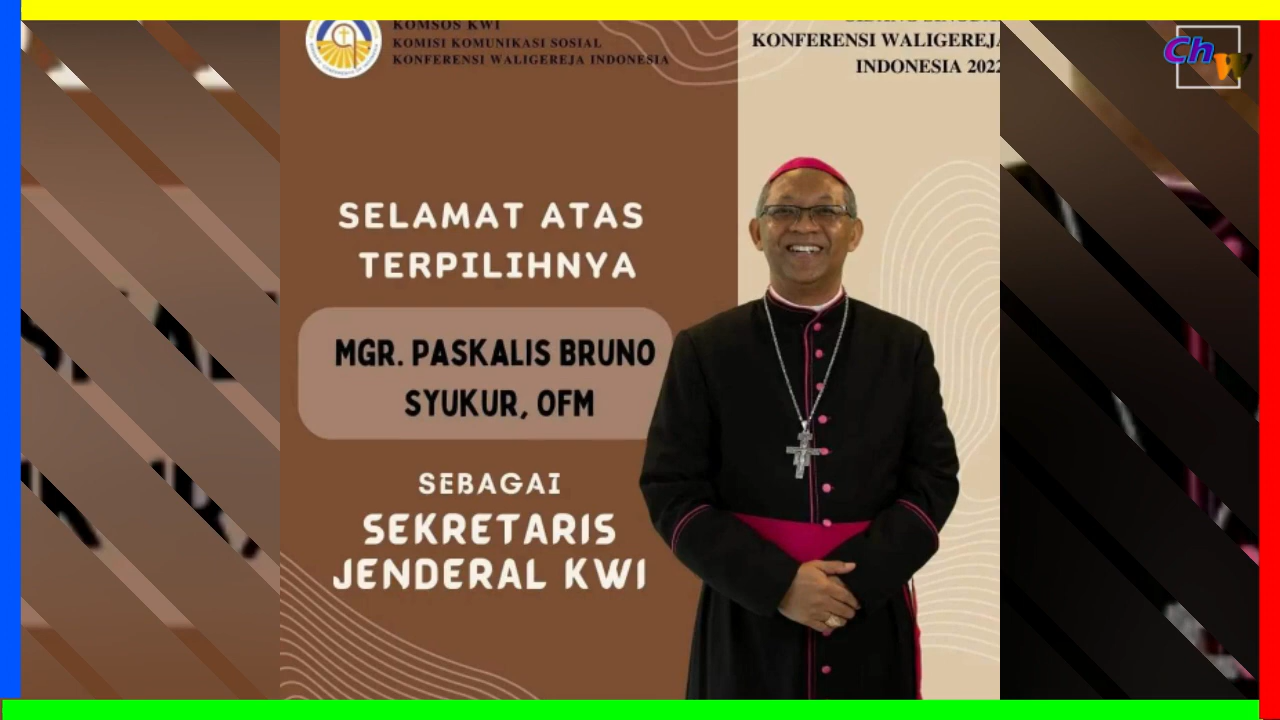 KOMSOS KWI
KOMISI KOMUNIKASI SOSIAL
KONFERENSI WALIGEREJA INDONESIA
KONFERENSI WALIGEREJA
INDONESIA 2022
Ch W
SELAMAT ATAS
TERPILIHNYA
MGR. PASKALIS BRUNO
SYUKUR, OFM
SEBAGAI
SEKRETARIS
JENDERAL KWI